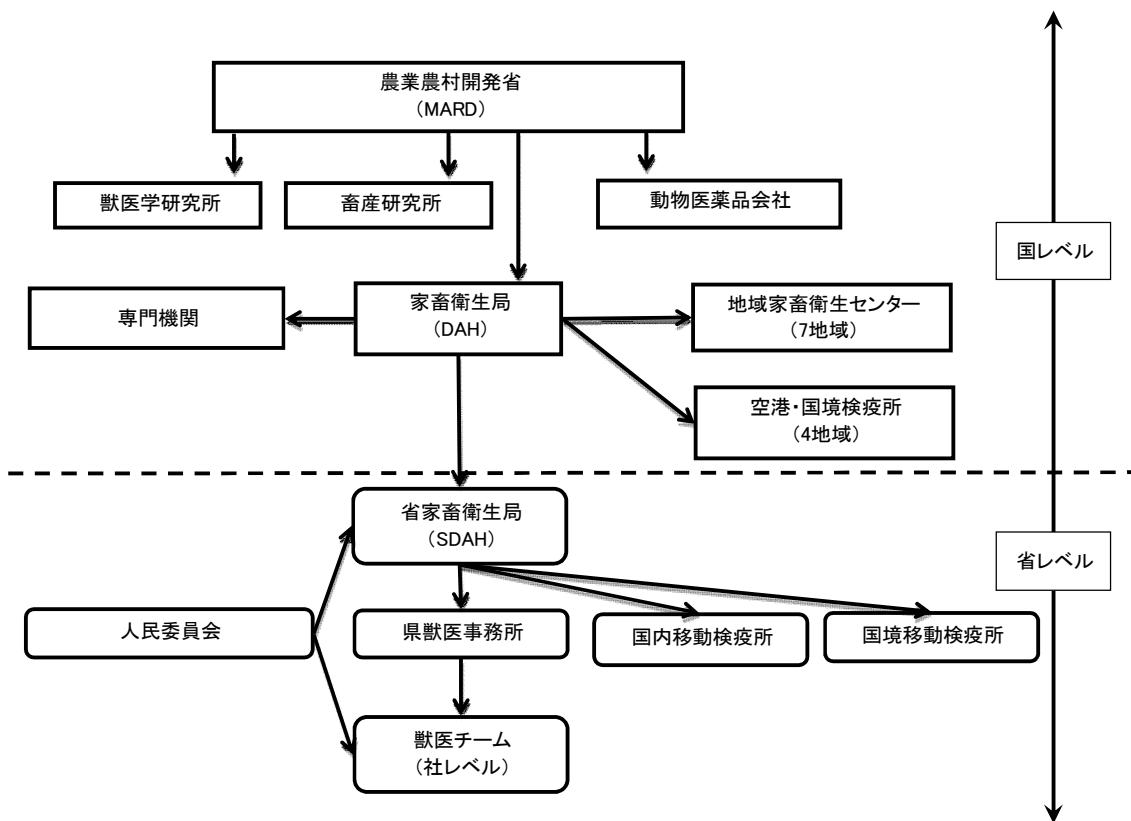 農業農村開発省
（MARD）
獣医学研究所
畜産研究所
動物医薬品会社
国レベル
専門機関
家畜衛生局
（DAH）
地域家畜衛生センター
（7地域）
空港・国境検疫所
（4地域）
省家畜衛生局
（SDAH）
省レベル
人民委員会
県獣医事務所
国内移動検疫所
国境移動検疫所
獣医チーム
（社レベル）